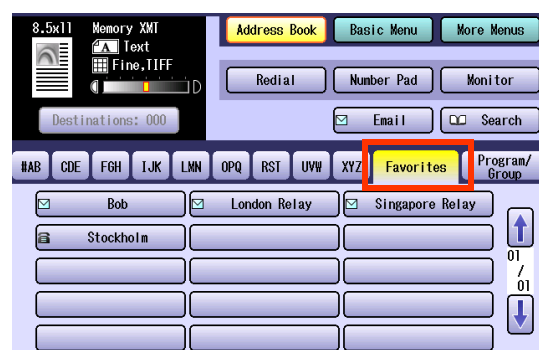 8.5x11 Memory XMT
Text
Fine,TIFF
D
Destinations: 000
Address Book Basic Menu More Menus
Redial Number Pad Monitor
Email Search
#AB CDE FGH IJK LMN OPQ RST UVW XYZ Favorites Program/
Group
Bob London Relay Singapore Relay
Stockholm
01
/
01